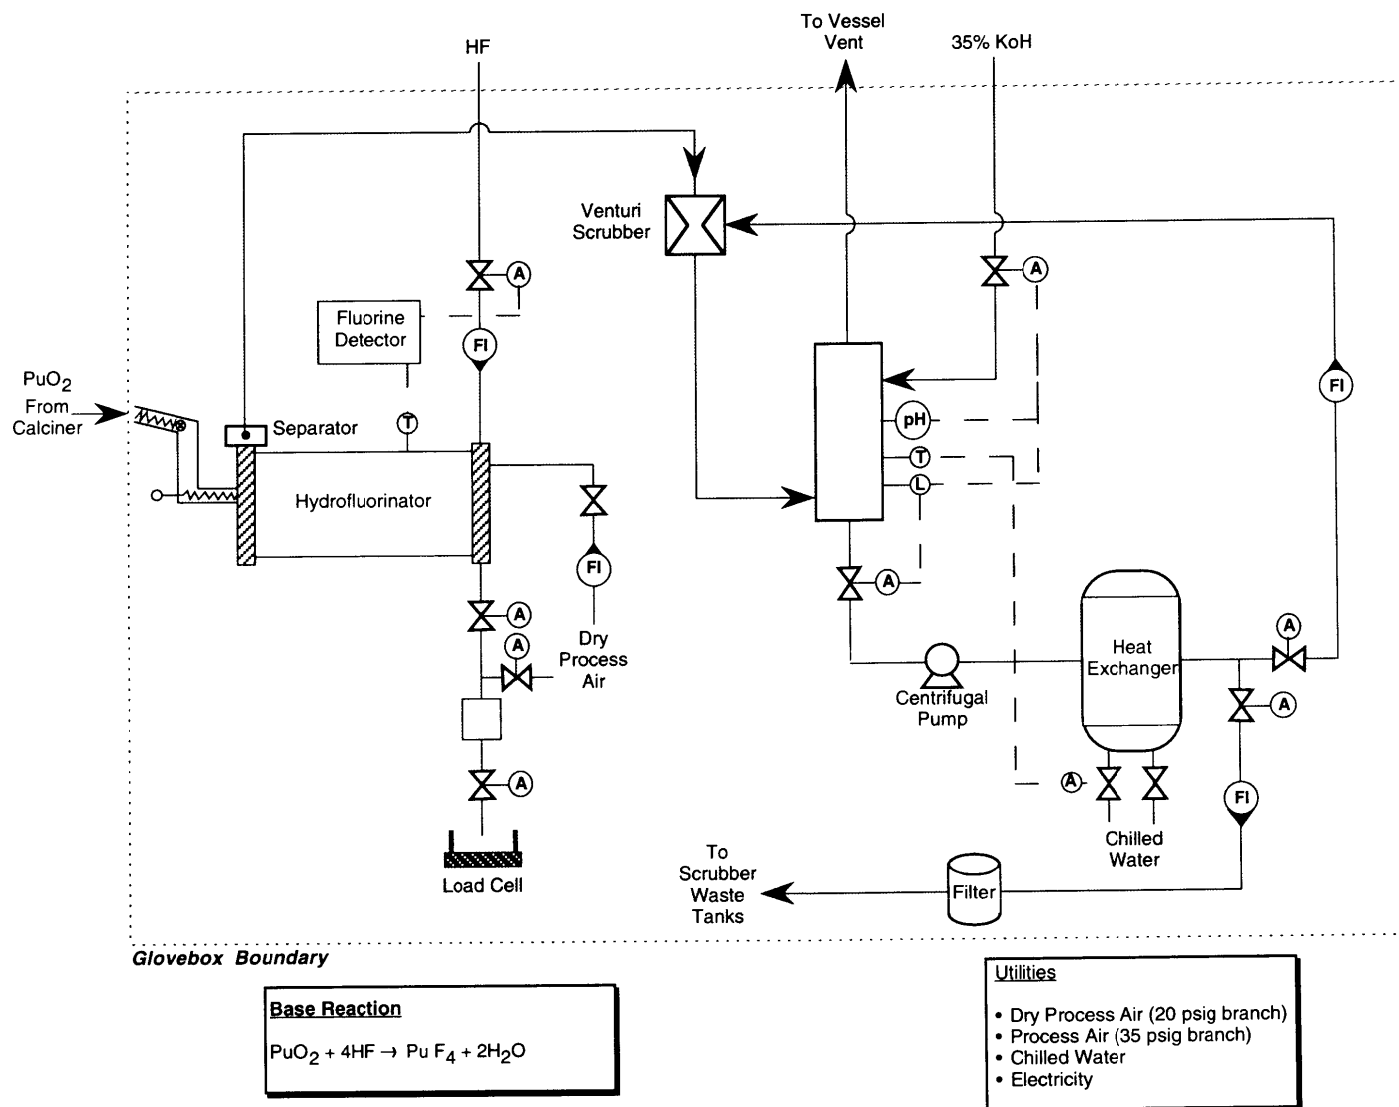 To Vessel
Vent
HF
35% KoH
Venturi
Scrubber
A
A
Fluorine
Detector
FI
PuO2
From
Calciner
FI
T
Separator
pH
T
L
Hydrofluorinator
FI
A
A
A
Dry
Process
Air
A
Heat
Exchanger
A
Centrifugal
Pump
A
A
FI
Chilled
Water
Load Cell
To
Scrubber
Waste
Tanks
Filter
Glovebox Boundary
Base Reaction
PuO2 + 4HF → Pu F4 + 2H2O
Utilities
• Dry Process Air (20 psig branch)
• Process Air (35 psig branch)
• Chilled Water
• Electricity